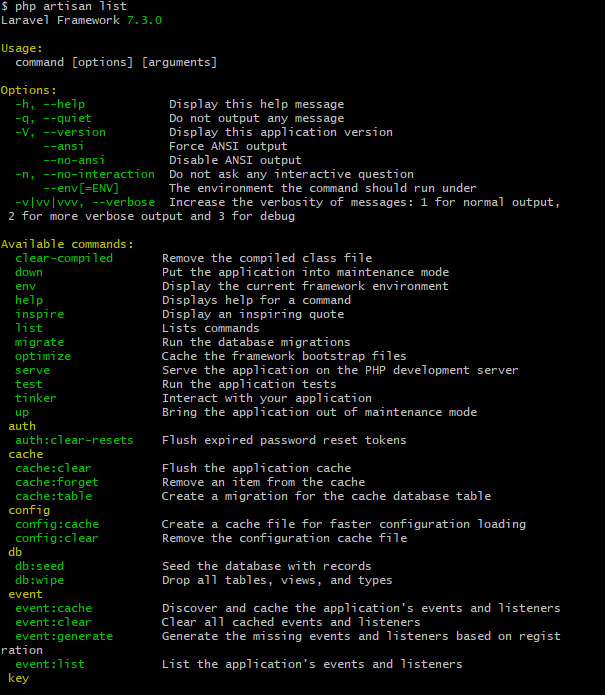 $ php artisan list
Laravel Framework 7.3.0
Usage:
command [options] [arguments]
Options:
-h, --help Display this help message
-q, --quiet Do not output any message
-V, --version Display this application version
--ansi Force ANSI output
--no-ansi Disable ANSI output
-n, --no-interaction Do not ask any interactive question
--env[=ENV] The environment the command should run under
-v|vv|vvv, --verbose Increase the verbosity of messages: 1 for normal output,
2 for more verbose output and 3 for debug
Available commands:
clear-compiled Remove the compiled class file
down Put the application into maintenance mode
env Display the current framework environment
help Displays help for a command
inspire Display an inspiring quote
list Lists commands
migrate Run the database migrations
optimize Cache the framework bootstrap files
serve Serve the application on the PHP development server
test Run the application tests
tinker Interact with your application
up Bring the application out of maintenance mode
auth
auth:clear-resets Flush expired password reset tokens
cache
cache:clear Flush the application cache
cache:forget Remove an item from the cache
cache:table Create a migration for the cache database table
config
config:cache Create a cache file for faster configuration loading
config:clear Remove the configuration cache file
db
db:seed Seed the database with records
db:wipe Drop all tables, views, and types
event
event:cache Discover and cache the application's events and listeners
event:clear Clear all cached events and listeners
event:generate Generate the missing events and listeners based on regist
ration
event:list List the application's events and listeners
key